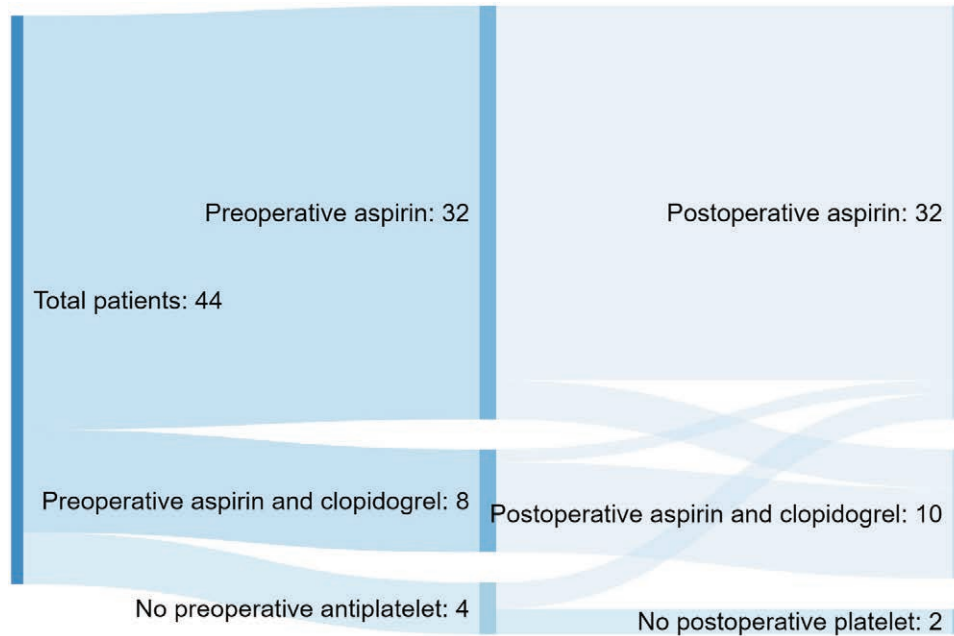 Preoperative aspirin: 32
Postoperative aspirin: 32
Total patients: 44
Preoperative aspirin and clopidogrel: 8
Postoperative aspirin and clopidogrel: 10
No preoperative antiplatelet: 4
No postoperative platelet: 2